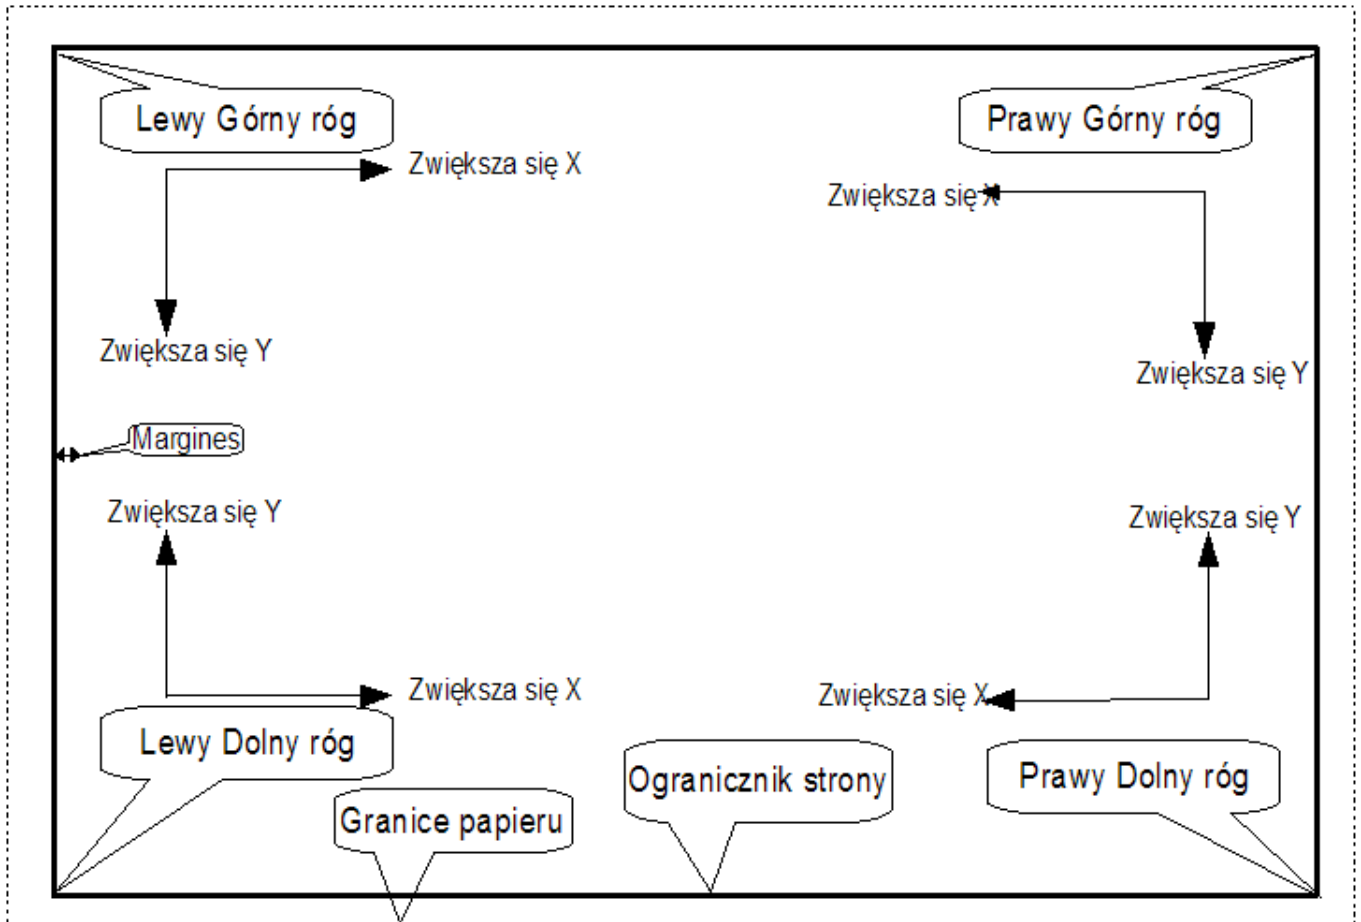 Lewy Górny róg
Prawy Górny róg
Zwiększa się X
Zwiększa się X
Zwiększa się Y
Zwiększa się Y
Margines
Zwiększa się Y
Zwiększa się Y
Zwiększa się X
Zwiększa się X
Lewy Dolny róg
Ogranicznik strony
Prawy Dolny róg
Granice papieru